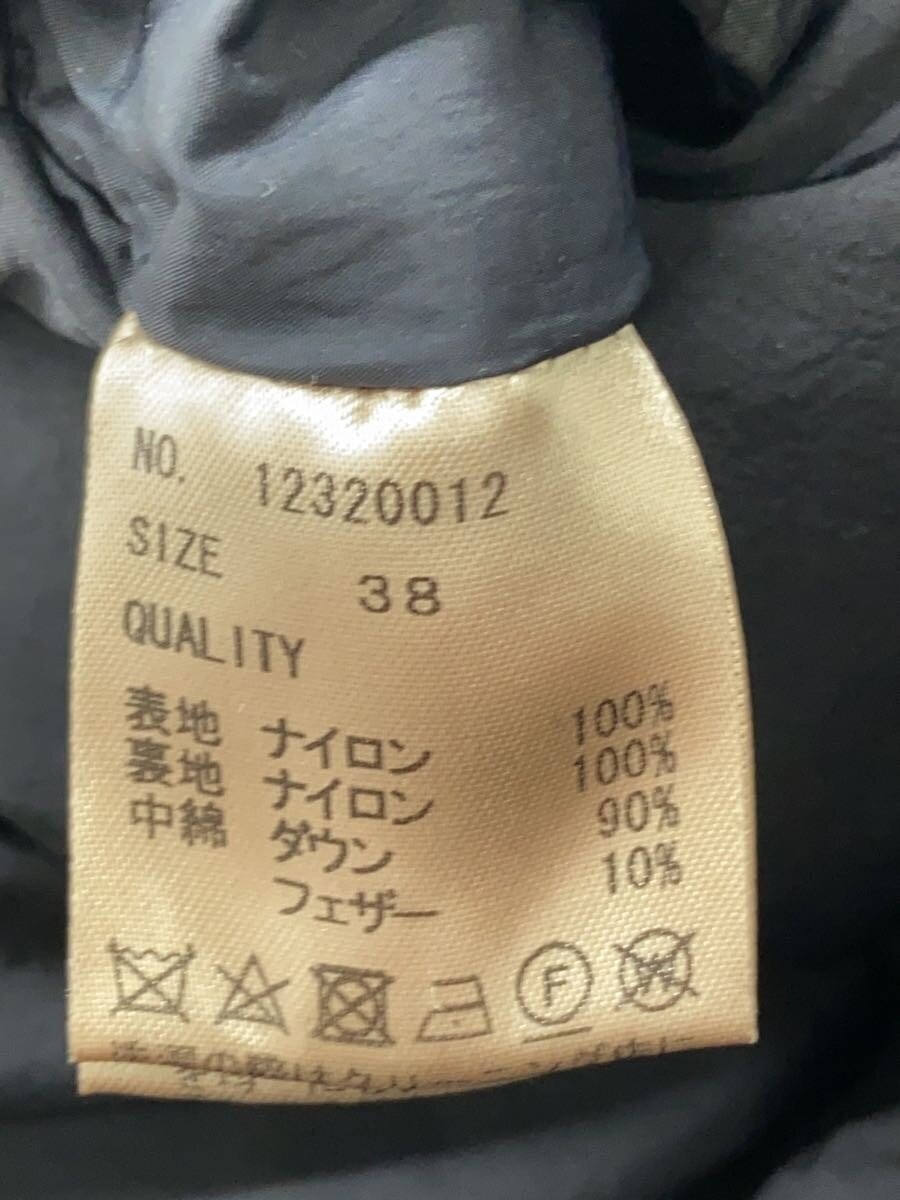 NO. 12320012
SIZE 38
QUALITY
表地 ナイロン 100%
裏地 ナイロン 100%
中綿 ダウン 90%
フェザー 10%
F W